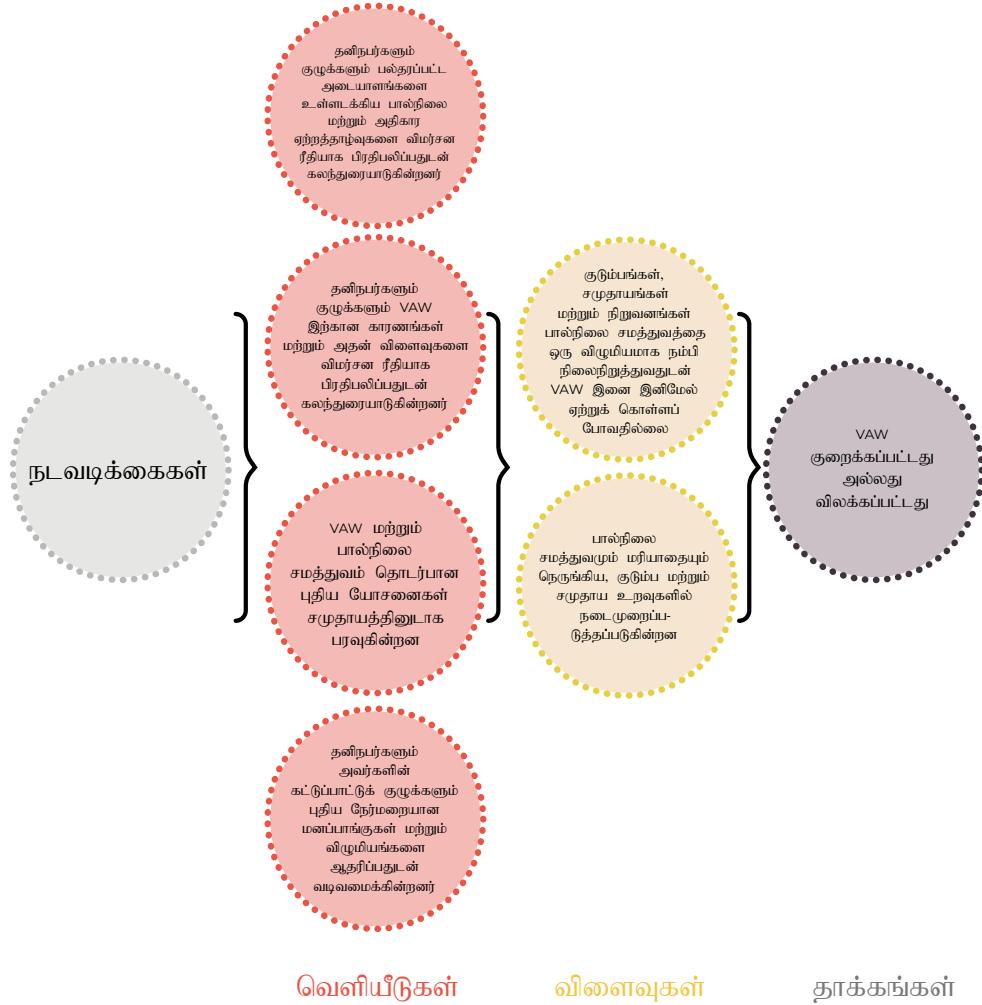 நடவடிக்கைகள்
தனிநபர்களும்
குழுக்களும் பல்தரப்பட்ட
அடையாளங்களை
உள்ளடக்கிய பால்நிலை
மற்றும் அதிகார
ஏற்றத்தாழ்வுகளை விமர்சன
ரீதியாக பிரதிபலிப்பதுடன்
கலந்துரையாடுகின்றனர்
தனிநபர்களும்
குழுக்களும் VAW
இற்கான காரணங்கள்
மற்றும் அதன் விளைவுகளை
விமர்சன ரீதியாக
பிரதிபலிப்பதுடன்
கலந்துரையாடுகின்றனர்
VAW மற்றும்
பால்நிலை
சமத்துவம் தொடர்பான
புதிய யோசனைகள்
சமுதாயத்தினுடாக
பரவுகின்றன
தனிநபர்களும்
அவர்களின்
கட்டுப்பாட்டுக் குழுக்களும்
புதிய நேர்மறையான
மனப்பாங்குகள் மற்றும்
விழுமியங்களை
ஆதரிப்பதுடன்
வடிவமைக்கின்றனர்
குடும்பங்கள்,
சமுதாயங்கள்
மற்றும் நிறுவனங்கள்
பால்நிலை சமத்துவத்தை
ஒரு விழுமியமாக நம்பி
நிலைநிறுத்துவதுடன்
VAW இனை இனிமேல்
ஏற்றுக் கொள்ளப்
போவதில்லை
பால்நிலை
சமத்துவமும் மரியாதையும்
நெருங்கிய, குடும்ப மற்றும்
சமுதாய உறவுகளில்
நடைமுறைப்ப-
டுத்தப்படுகின்றன
VAW
குறைக்கப்பட்டது
அல்லது
விலக்கப்பட்டது
வெளியீடுகள்
விளைவுகள்
தாக்கங்கள்